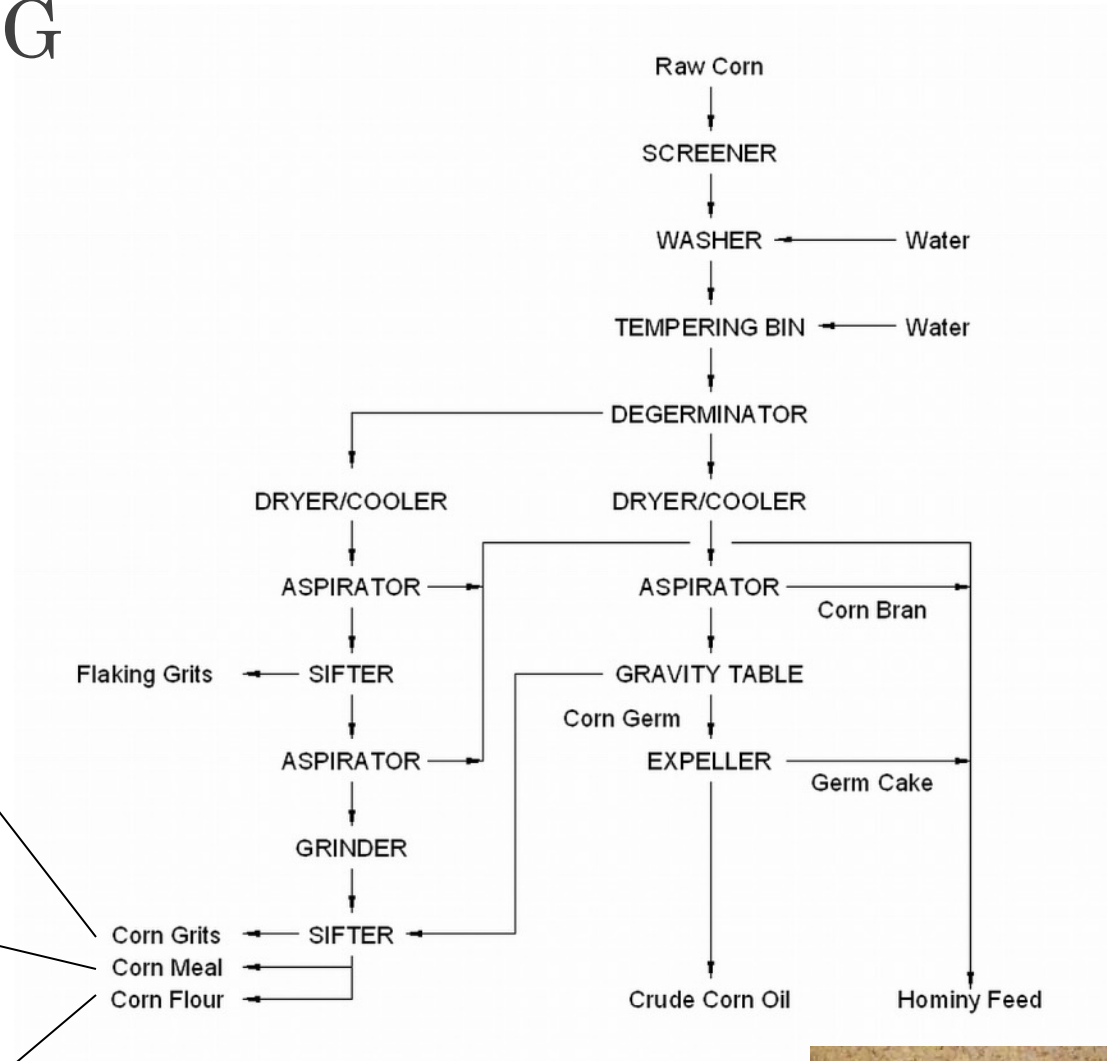 G
Raw Corn
SCREENER
WASHER
Water
TEMPERING BIN
Water
DEGERMINATOR
DRYER/COOLER
DRYER/COOLER
ASPIRATOR
ASPIRATOR
Corn Bran
Flaking Grits
SIFTER
GRAVITY TABLE
Corn Germ
ASPIRATOR
EXPELLER
Germ Cake
GRINDER
Corn Grits
SIFTER
Corn Meal
Corn Flour
Crude Corn Oil
Hominy Feed